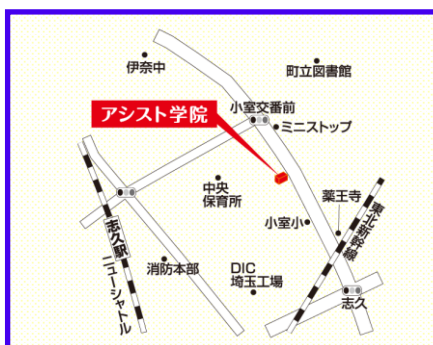 伊奈中
町立図書館
小室交番前
アシスト学院
ミニストップ
中央
保育所
薬王寺
東北新幹線
小室小
志久駅
ニューシャトル
消防本部
DIC
埼玉工場
志久